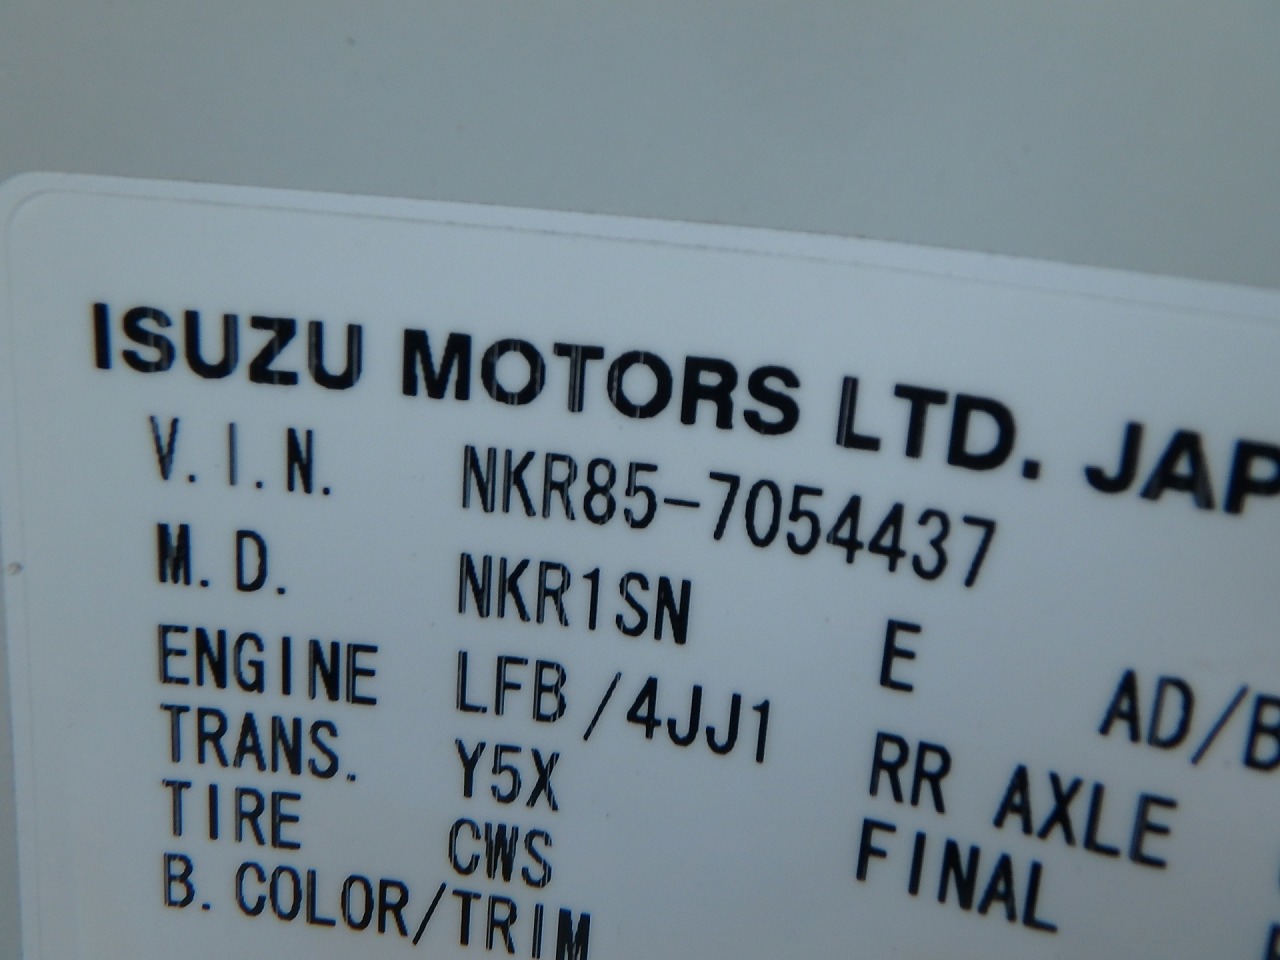 ISUZU MOTORS LTD. JAP
V.I.N. NKR85-7054437
M.D. NKR1SN E AD/B
ENGINE LFB/4JJ1
TRANS. Y5X RR AXLE
TIRE CWS FINAL
B.COLOR/TRIM